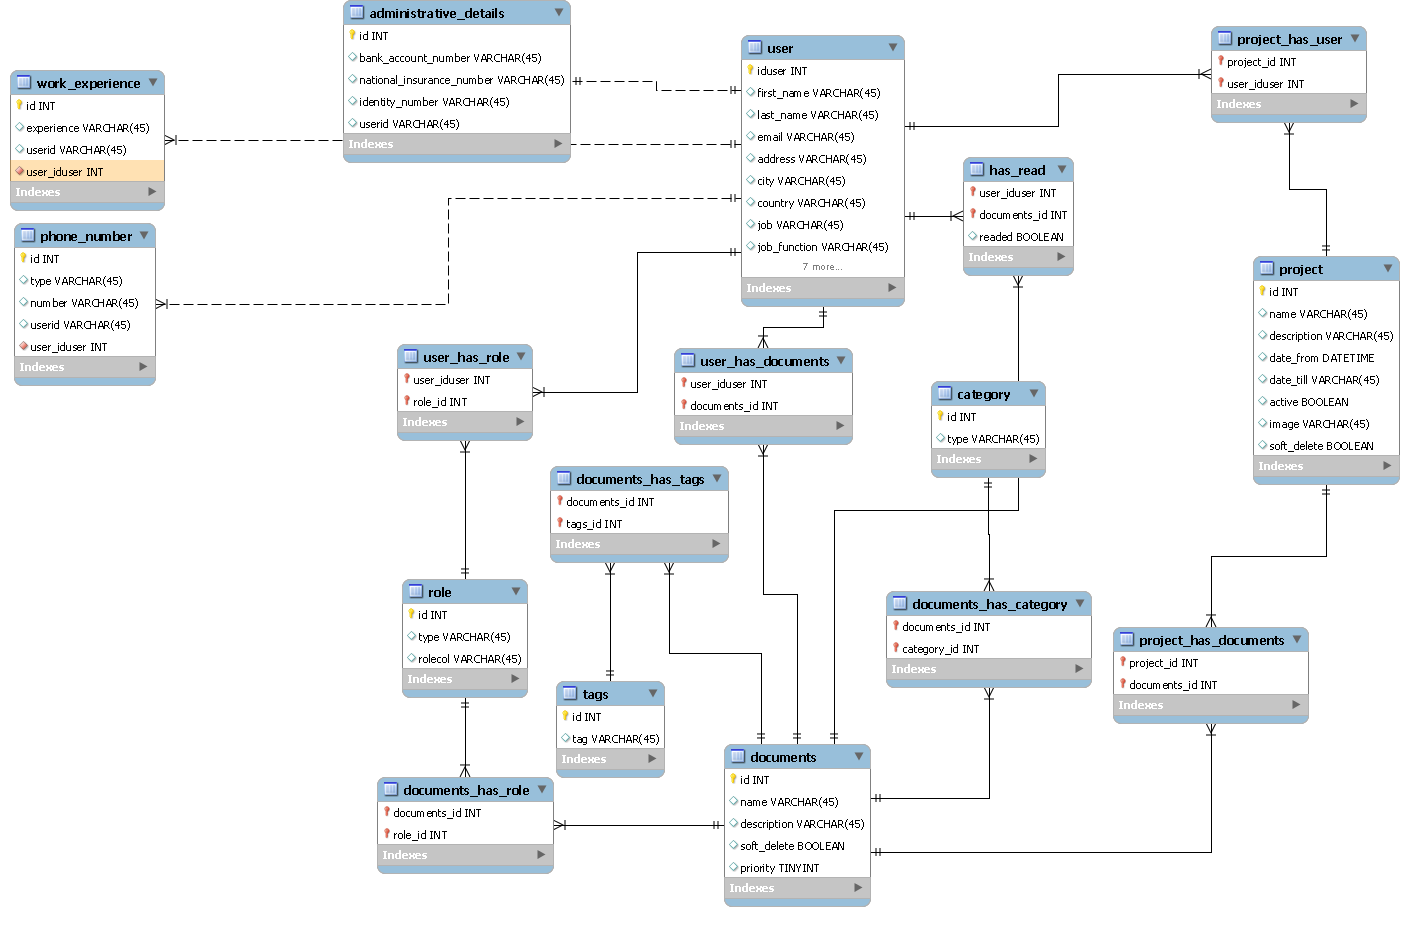 administrative_details
id INT
bank_account_number VARCHAR(45)
national_insurance_number VARCHAR(45)
identity_number VARCHAR(45)
userid VARCHAR(45)
Indexes
work_experience
id INT
experience VARCHAR(45)
userid VARCHAR(45)
user_iduser INT
Indexes
phone_number
id INT
type VARCHAR(45)
number VARCHAR(45)
userid VARCHAR(45)
user_iduser INT
Indexes
user
iduser INT
first_name VARCHAR(45)
last_name VARCHAR(45)
email VARCHAR(45)
address VARCHAR(45)
city VARCHAR(45)
country VARCHAR(45)
job VARCHAR(45)
job_function VARCHAR(45)
7 more...
Indexes
project_has_user
project_id INT
user_iduser INT
Indexes
has_read
user_iduser INT
documents_id INT
readed BOOLEAN
Indexes
project
id INT
name VARCHAR(45)
description VARCHAR(45)
date_from DATETIME
date_till VARCHAR(45)
active BOOLEAN
image VARCHAR(45)
soft_delete BOOLEAN
Indexes
user_has_role
user_iduser INT
role_id INT
Indexes
user_has_documents
user_iduser INT
documents_id INT
Indexes
category
id INT
type VARCHAR(45)
Indexes
documents_has_tags
documents_id INT
tags_id INT
Indexes
role
id INT
type VARCHAR(45)
rolecol VARCHAR(45)
Indexes
documents_has_category
documents_id INT
category_id INT
Indexes
project_has_documents
project_id INT
documents_id INT
Indexes
tags
id INT
tag VARCHAR(45)
Indexes
documents
id INT
name VARCHAR(45)
description VARCHAR(45)
soft_delete BOOLEAN
priority TINYINT
Indexes
documents_has_role
documents_id INT
role_id INT
Indexes